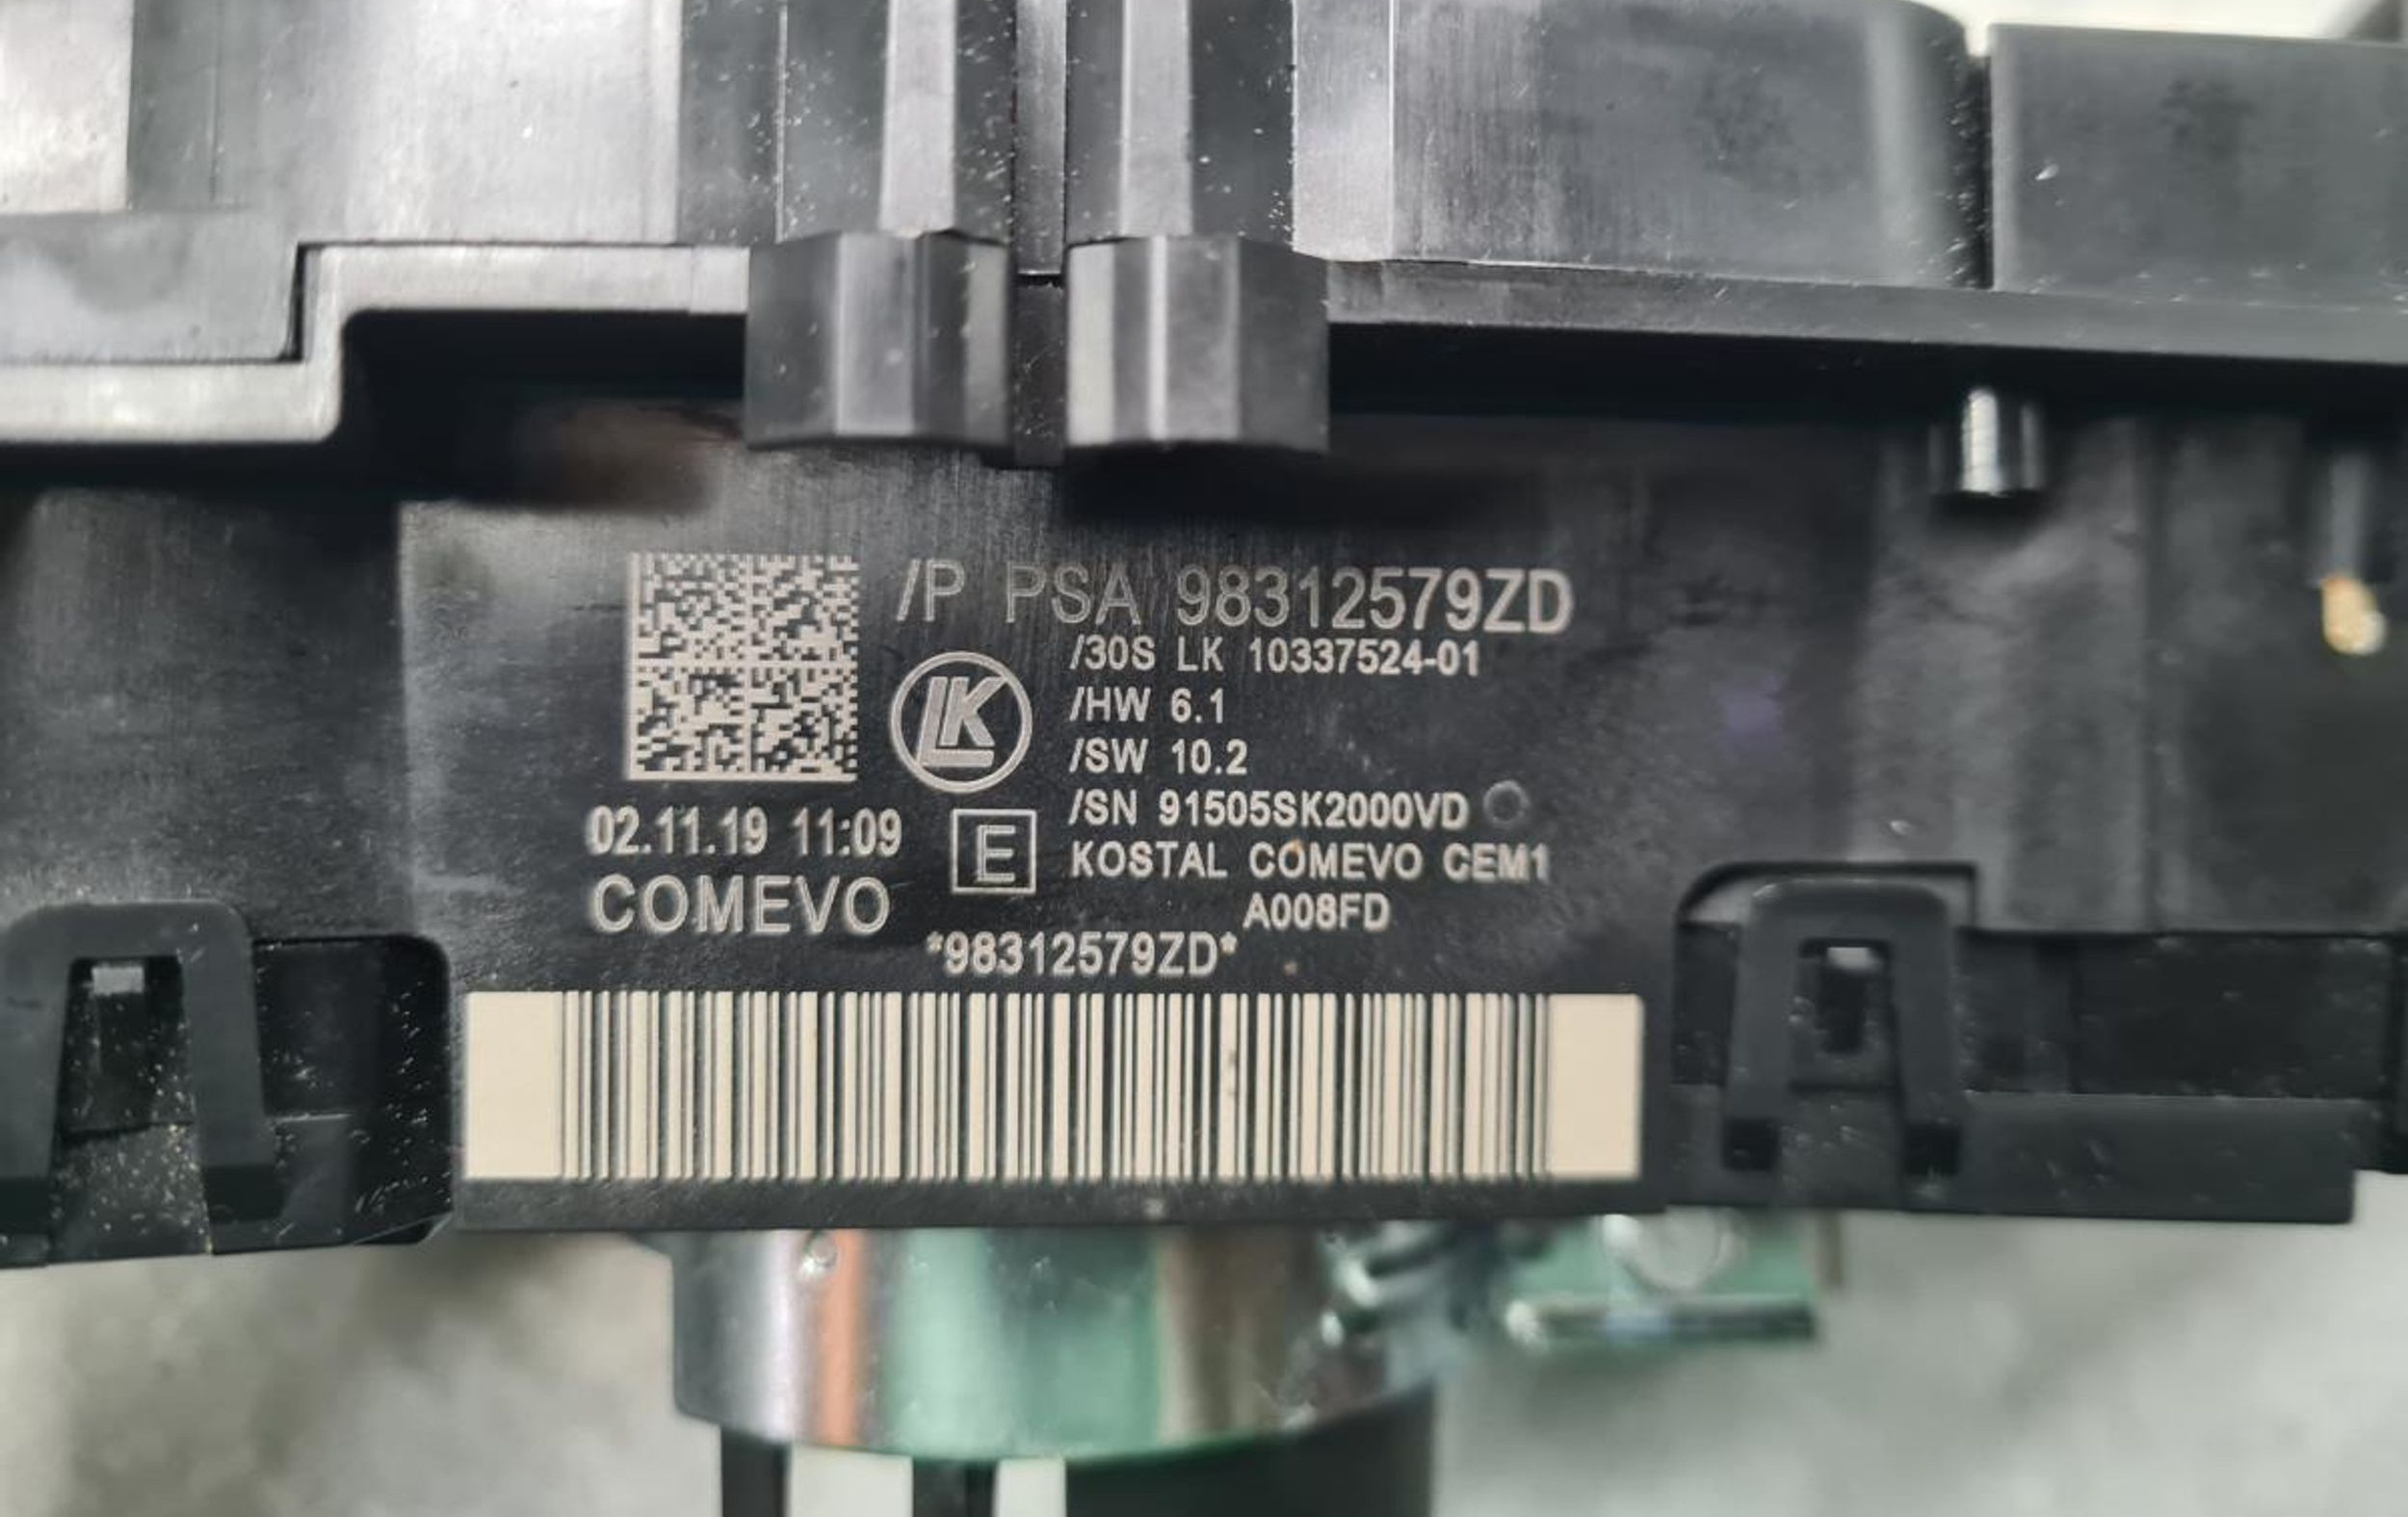 /P PSA 98312579ZD
/30S LK 10337524-01
LK
/HW 6.1
/SW 10.2
/SN 91505SK2000VD
02.11.19 11:09
E
KOSTAL COMEVO CEM1
COMEVO
A008FD
*98312579ZD*